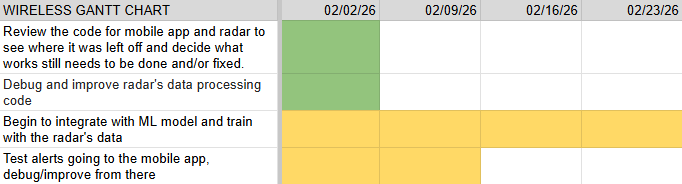 WIRELESS GANTT CHART 02/02/26 02/09/26 02/16/26 02/23/26
Review the code for mobile app and radar to
see where it was left off and decide what
works still needs to be done and/or fixed.
Debug and improve radar's data processing
code
Begin to integrate with ML model and train
with the radar's data
Test alerts going to the mobile app,
debug/improve from there